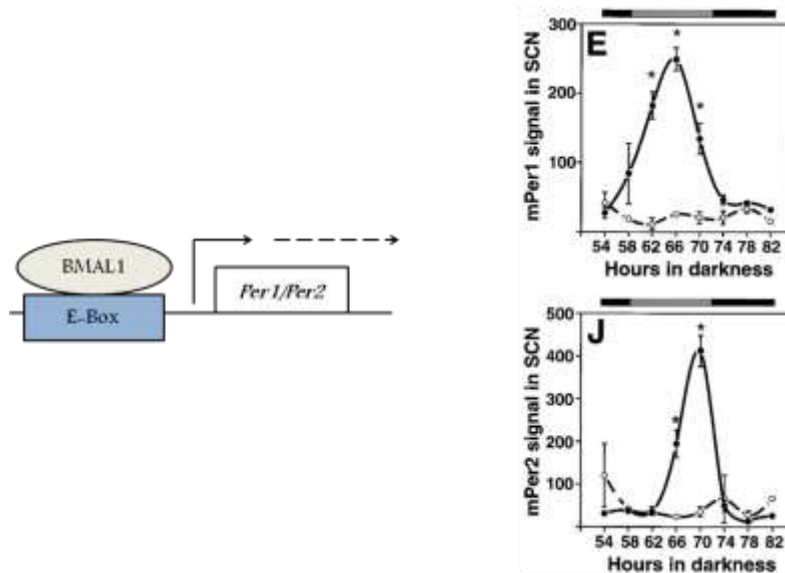 BMAL1
E-Box
Per1/Per2
E
mPer1 signal in SCN
300
200
100
54 58 62 66 70 74 78 82
Hours in darkness
J
mPer2 signal in SCN
500
400
300
200
100
54 58 62 66 70 74 78 82
Hours in darkness